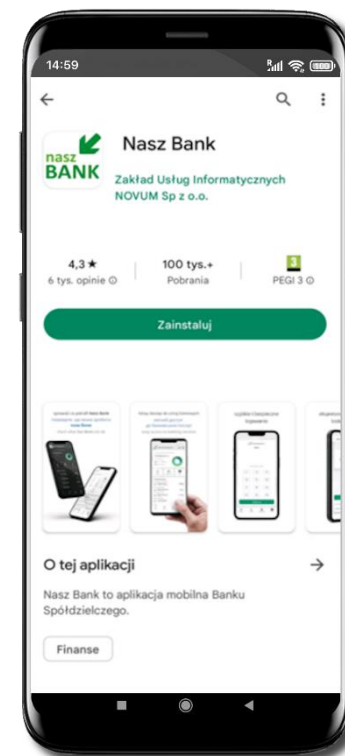 14:59
nasz
BANK
Nasz Bank
Zakład Usług Informatycznych
NOVUM Sp z o.o.
4,3★
6 tys. opinie
100 tys.+
Pobrania
3
PEGI 3
Zainstaluj
O tej aplikacji
Nasz Bank to aplikacja mobilna Banku
Spółdzielczego.
Finanse